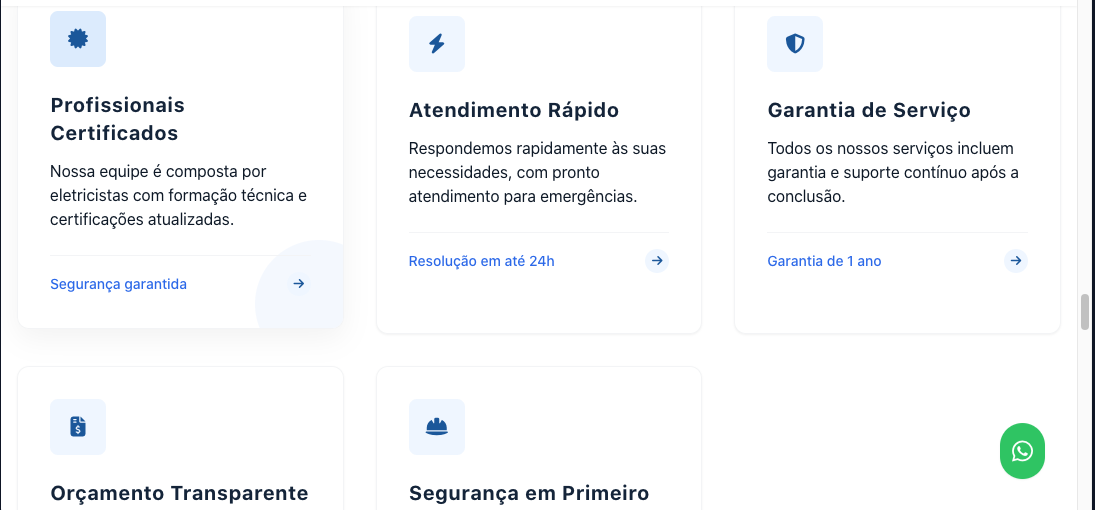 Profissionais
Certificados
Nossa equipe é composta por
eletricistas com formação técnica e
certificações atualizadas.
Segurança garantida
Atendimento Rápido
Respondemos rapidamente às suas
necessidades, com pronto
atendimento para emergências.
Resolução em até 24h
Garantia de Serviço
Todos os nossos serviços incluem
garantia e suporte contínuo após a
conclusão.
Garantia de 1 ano
Orçamento Transparente
Segurança em Primeiro